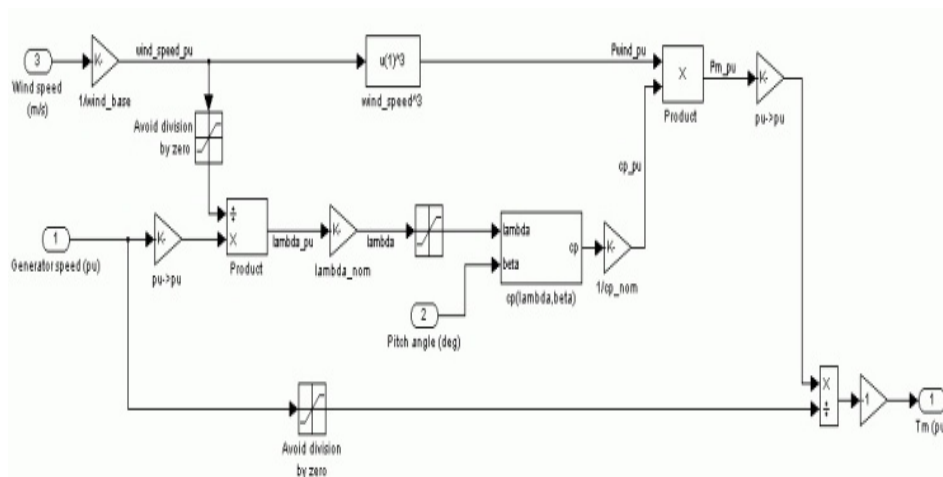 3
Wind speed
(m/s)
K-
1/wind_base
wind_speed_pu
u(1)^3
wind_speed^3
Pwind_pu
X
Product
Pm_pu
K-
pu->pu
Avoid division
by zero
cp_pu
1
Generator speed (pu)
K-
pu->pu
÷
X
Product
lambda_pu
K-
lambda_nom
lambda
lambda
beta
cp
cp(lambda,beta)
K-
1/cp_nom
2
Pitch angle (deg)
Avoid division
by zero
X
÷
-1
1
Tm (pu